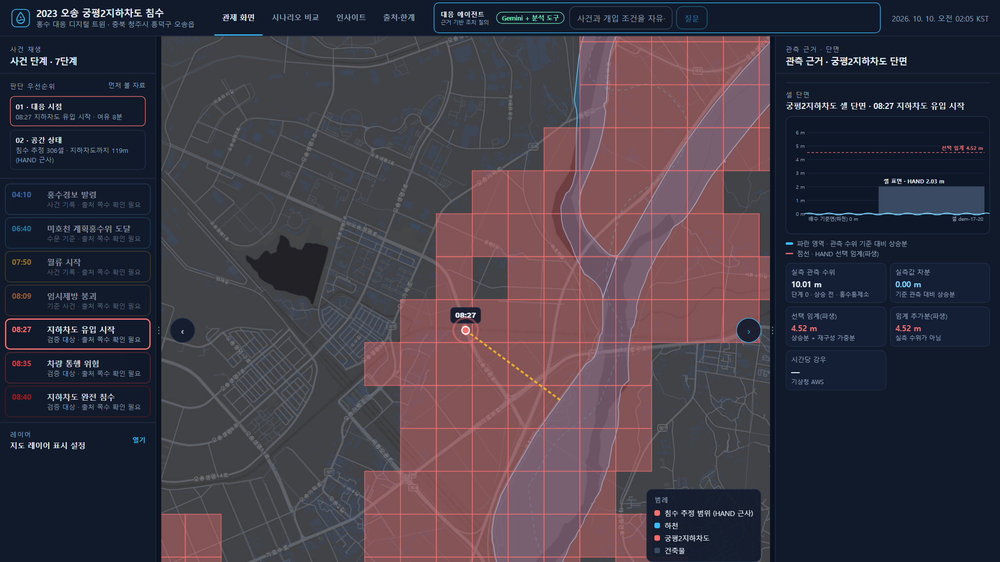 2023 오송 궁평2지하차도 침수
홍수 대응 디지털 트윈 · 충북 청주시 흥덕구 오송읍
관제 화면
시나리오 비교
인사이트
출처·한계
대응 에이전트
근거 기반 조치 질의
Gemini + 분석 도구
사건과 개입 조건을 자유·
질문
2026. 10. 10. 오전 02:05 KST
사건 재생
사건 단계 · 7단계
판단 우선순위
먼저 볼 자료
01 · 대응 시점
08:27 지하차도 유입 시작 · 여유 8분
02 · 공간 상태
침수 추정 306셀 · 지하차도까지 119m
(HAND 근사)
04:10 홍수경보 발령
사건 기록 · 출처 쪽수 확인 필요
06:40 미호천 계획홍수위 도달
수문 기준 · 출처 쪽수 확인 필요
07:50 월류 시작
사건 기록 · 출처 쪽수 확인 필요
08:09 임시제방 붕괴
기준 사건 · 출처 쪽수 확인 필요
08:27 지하차도 유입 시작
검증 대상 · 출처 쪽수 확인 필요
08:35 차량 통행 위험
검증 대상 · 출처 쪽수 확인 필요
08:40 지하차도 완전 침수
검증 대상 · 출처 쪽수 확인 필요
레이어
지도 레이어 표시 설정
열기
08:27
508
507
오송생명14로
가로수로
범례
침수 추정 범위 (HAND 근사)
하천
궁평2지하차도
건축물
관측 근거 · 단면
관측 근거 · 궁평2지하차도 단면
셀 단면
궁평2지하차도 셀 단면 · 08:27 지하차도 유입 시작
6 m
5 m
선택 임계 4.52 m
4 m
3 m
셀 표면 · HAND 2.03 m
2 m
1 m
0 m
배수 기준면(하천) 0 m
셀 dem-17-20
파란 영역 · 관측 수위 기준 대비 상승분
점선 · HAND 선택 임계(파생)
실측 관측 수위
10.01 m
단계 0 · 상승 전 · 홍수통제소
실측값 차분
0.00 m
기준 관측 대비 상승분
선택 임계(파생)
4.52 m
상승분 + 재구성 가중분
임계 추가분(파생)
4.52 m
실측 수위가 아님
시간당 강우
—
기상청 AWS